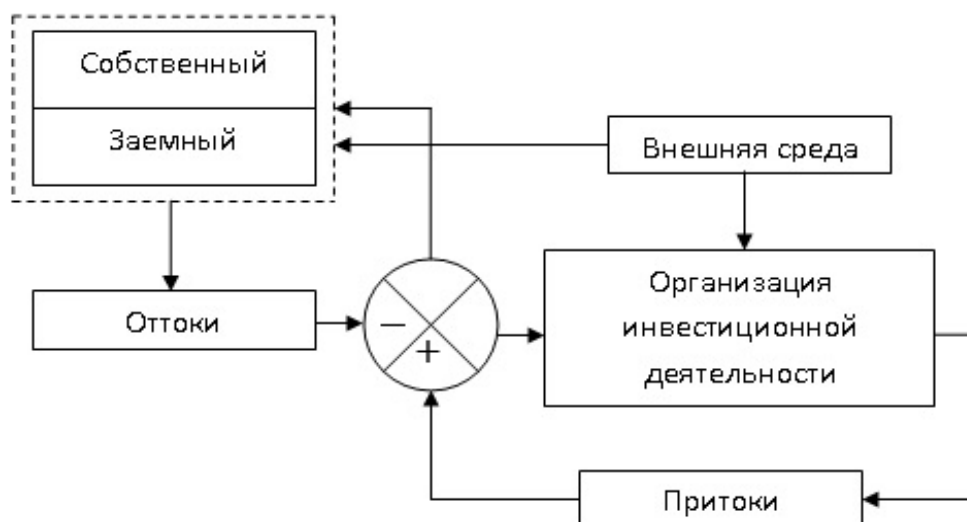 Собственный
Заемный
Внешняя среда
Оттоки
−
+
Организация
инвестиционной
деятельности
Притоки